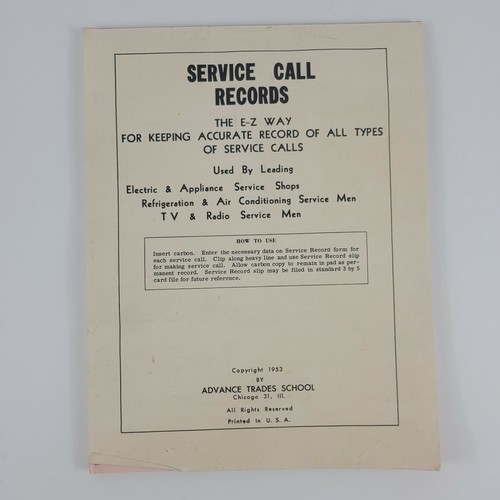 SERVICE CALL
RECORDS
THE E-Z WAY
FOR KEEPING ACCURATE RECORD OF ALL TYPES
OF SERVICE CALLS
Used By Leading
Electric & Appliance Service Shops
Refrigeration & Air Conditioning Service Men
TV & Radio Service Men
HOW TO USE
Insert carbon. Enter the necessary data on Service Record form for
each service call. Clip along heavy line and use Service Record slip
for making service call. Allow carbon copy to remain in pad as per-
manent record. Service Record slip may be filed in standard 3 by 5
card file for future reference.
Copyright 1953
BY
ADVANCE TRADES SCHOOL
Chicago 31, Ill.
All Rights Reserved
Printed In U. S. A.